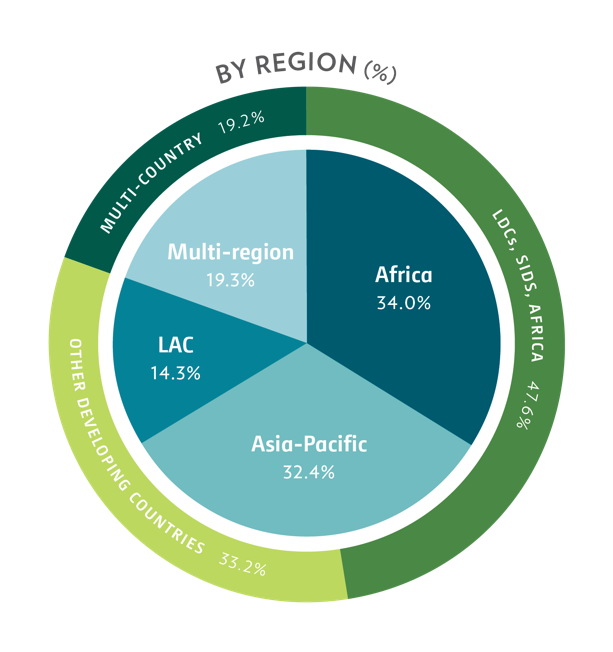 BY REGION (%)
MULTI-COUNTRY 19.2%
LDCs, SIDS, AFRICA 47.6%
Multi-region
19.3%
Africa
34.0%
LAC
14.3%
Asia-Pacific
32.4%
OTHER DEVELOPING COUNTRIES 33.2%